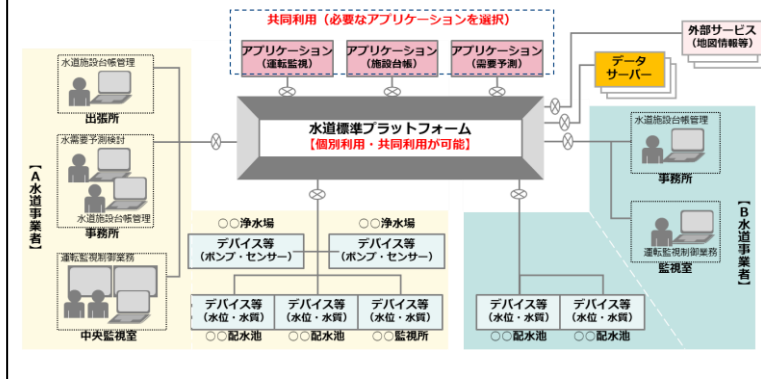 共同利用（必要なアプリケーションを選択）
アプリケーション
（運転監視）
アプリケーション
（施設台帳）
アプリケーション
（需要予測）
外部サービス
（地図情報等）
データ
サーバー
水道標準プラットフォーム
【個別利用・共同利用が可能】
【A水道事業者】
水道施設台帳管理
出張所
水需要予測検討
水道施設台帳管理
事務所
運転監視制御業務
中央監視室
○○浄水場
デバイス等
（ポンプ・センサー）
○○浄水場
デバイス等
（ポンプ・センサー）
デバイス等
（水位・水質）
○○配水池
デバイス等
（水位・水質）
○○配水池
デバイス等
（水位・水質）
○○監視所
デバイス等
（水位・水質）
○○配水池
デバイス等
（水位・水質）
○○配水池
水道施設台帳管理
事務所
運転監視制御業務
監視室
【B水道事業者】